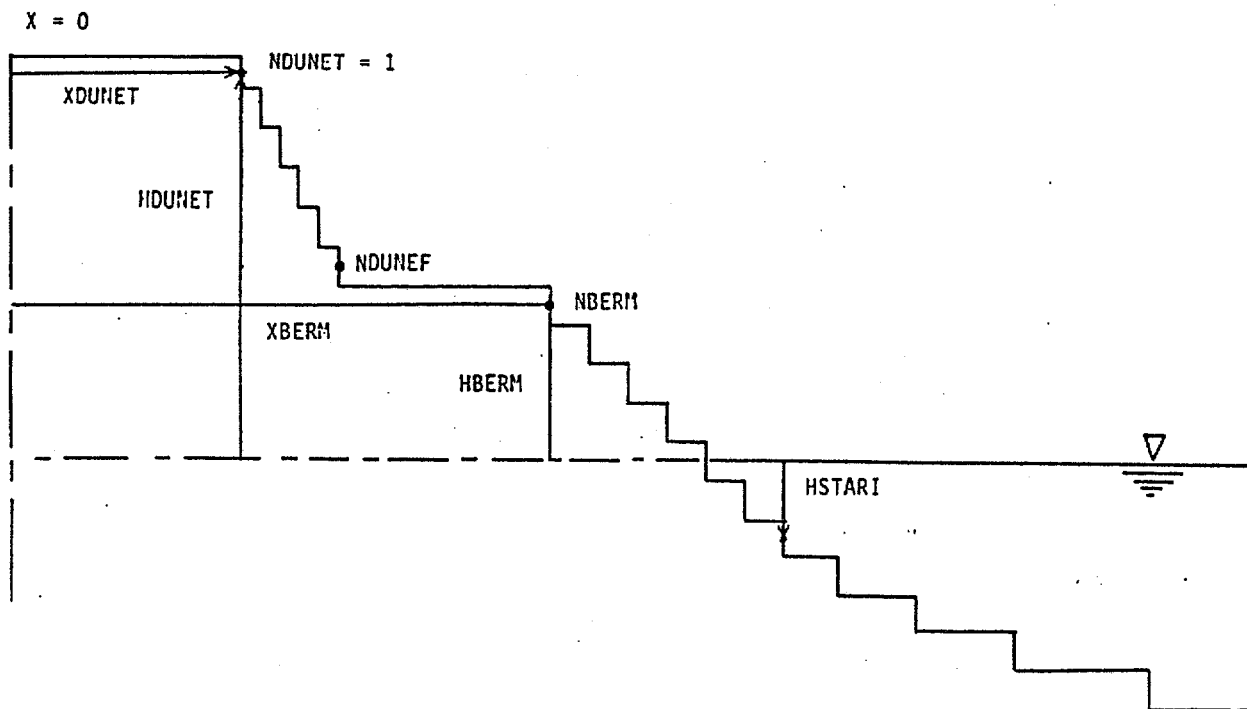 X = 0
NDUNET = 1
XDUNET
HDUNET
NDUNEF
NBERM
XBERM
HBERM
HSTARI